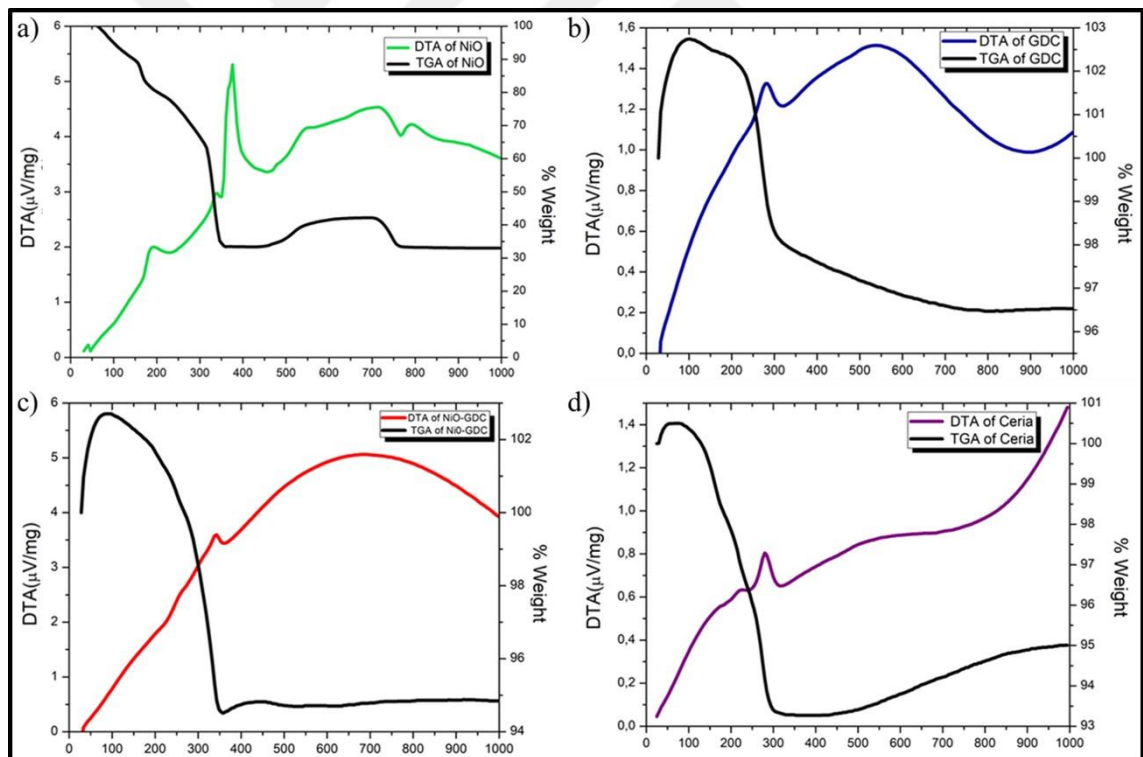 a)
DTA of NiO
TGA of NiO
DTA(μV/mg)
% Weight
6
5
4
3
2
1
0
100
90
80
70
60
50
40
30
20
10
0
0 100 200 300 400 500 600 700 800 900 1000
b)
DTA of GDC
TGA of GDC
DTA(μV/mg)
% Weight
1,6
1,4
1,2
1,0
0,8
0,6
0,4
0,2
0,0
103
102
101
100
99
98
97
96
0 100 200 300 400 500 600 700 800 900 1000
c)
DTA of NiO-GDC
TGA of Ni0-GDC
DTA(μV/mg)
% Weight
6
5
4
3
2
1
0
102
100
98
96
94
0 100 200 300 400 500 600 700 800 900 1000
d)
DTA of Ceria
TGA of Ceria
DTA(μV/mg)
% Weight
1,4
1,2
1,0
0,8
0,6
0,4
0,2
0,0
101
100
99
98
97
96
95
94
93
0 100 200 300 400 500 600 700 800 900 1000